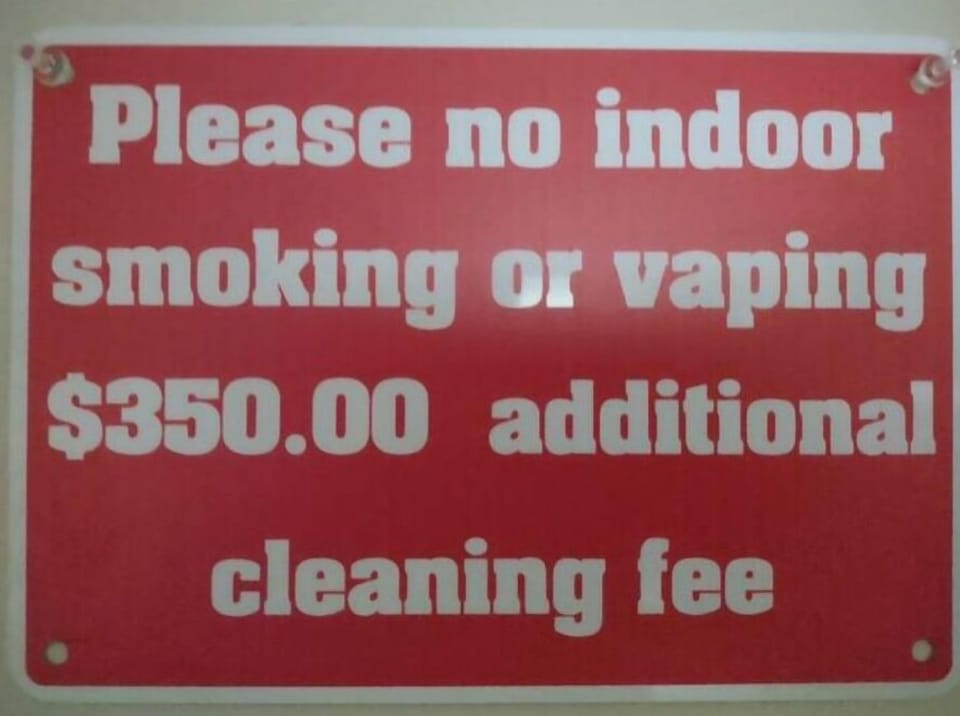 Please no indoor
smoking or vaping
$350.00 additional
cleaning fee